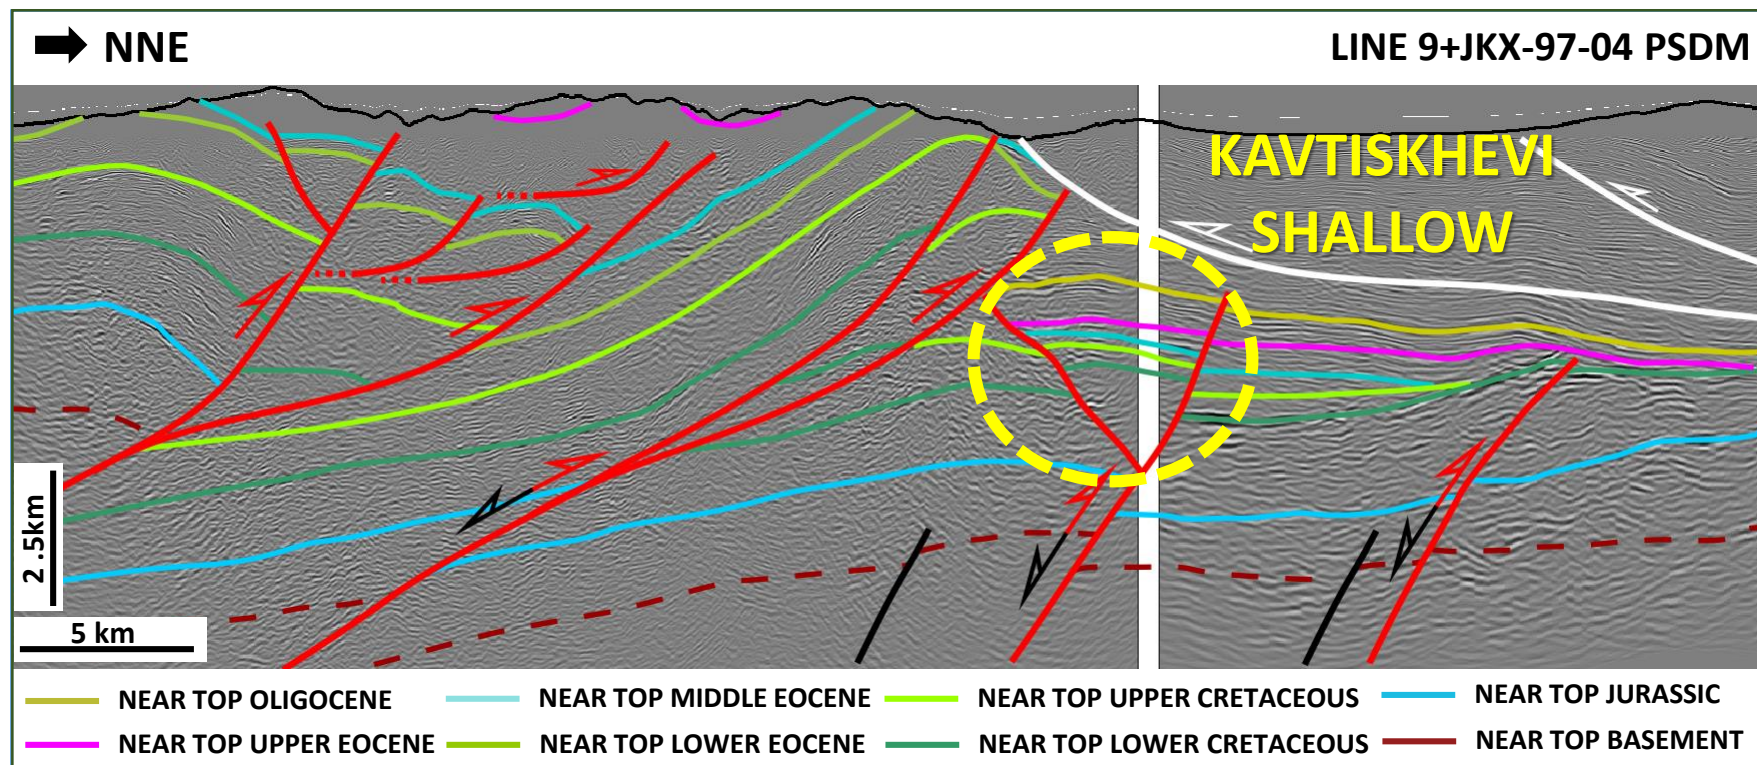 NNE
LINE 9+JKX-97-04 PSDM
KAVTISKHEVI
SHALLOW
2 .5km
5 km
NEAR TOP OLIGOCENE
NEAR TOP MIDDLE EOCENE
NEAR TOP UPPER CRETACEOUS
NEAR TOP JURASSIC
NEAR TOP UPPER EOCENE
NEAR TOP LOWER EOCENE
NEAR TOP LOWER CRETACEOUS
NEAR TOP BASEMENT